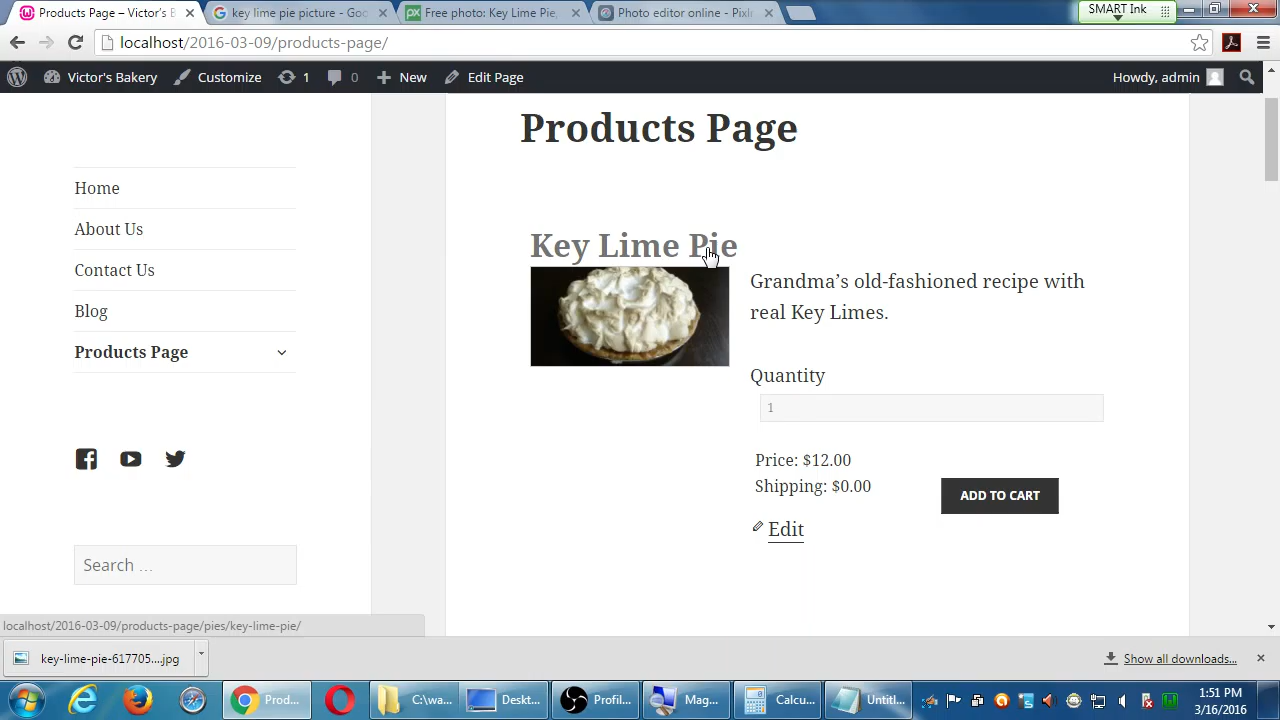 Products Page – Victor's B
key lime pie picture - Goo
Free photo: Key Lime Pie,
Photo editor online - Pixlr
SMART Ink
localhost/2016-03-09/products-page/
Victor's Bakery
Customize
1
0
New
Edit Page
Howdy, admin
Products Page
Home
About Us
Contact Us
Blog
Products Page
Search …
Key Lime Pie
Grandma's old-fashioned recipe with
real Key Limes.
Quantity
1
Price: $12.00
Shipping: $0.00
ADD TO CART
Edit
localhost/2016-03-09/products-page/pies/key-lime-pie/
key-lime-pie-617705....jpg
Show all downloads...
Prod...
C:\wa...
Deskt...
Profil...
Mag...
Calcu...
Untitl...
1:51 PM
3/16/2016